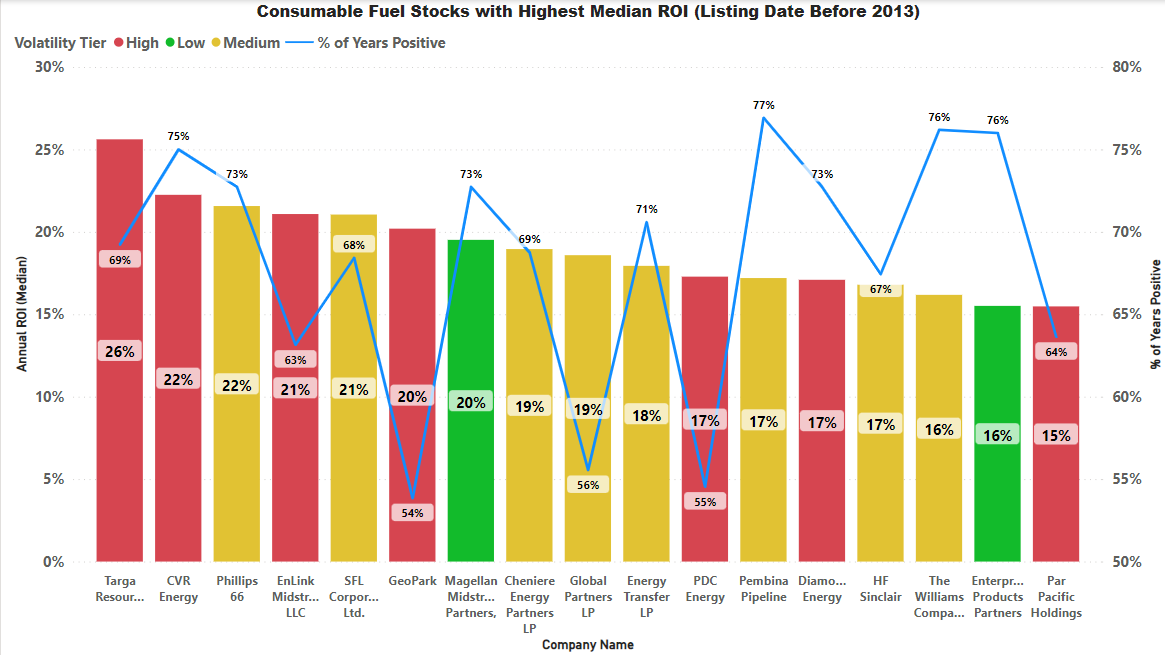 Consumable Fuel Stocks with Highest Median ROI (Listing Date Before 2013)
Volatility Tier High Low Medium % of Years Positive
30%
25%
20%
15%
10%
5%
0%
Annual ROI (Median)
80%
75%
70%
65%
60%
55%
50%
% of Years Positive
69%
75%
73%
63%
68%
54%
73%
69%
56%
71%
55%
77%
73%
67%
76%
76%
64%
26%
22%
22%
21%
21%
20%
20%
19%
19%
18%
17%
17%
17%
17%
16%
16%
15%
Targa
Resour...
CVR
Energy
Phillips
66
EnLink
Midstr...
LLC
SFL
Corpor...
Ltd.
GeoPark
Magellan
Midstr...
Partners,
Cheniere
Energy
Partners
LP
Global
Partners
LP
Energy
Transfer
LP
PDC
Energy
Pembina
Pipeline
Diamo...
Energy
HF
Sinclair
The
Williams
Compa...
Enterpr...
Products
Partners
Par
Pacific
Holdings
Company Name